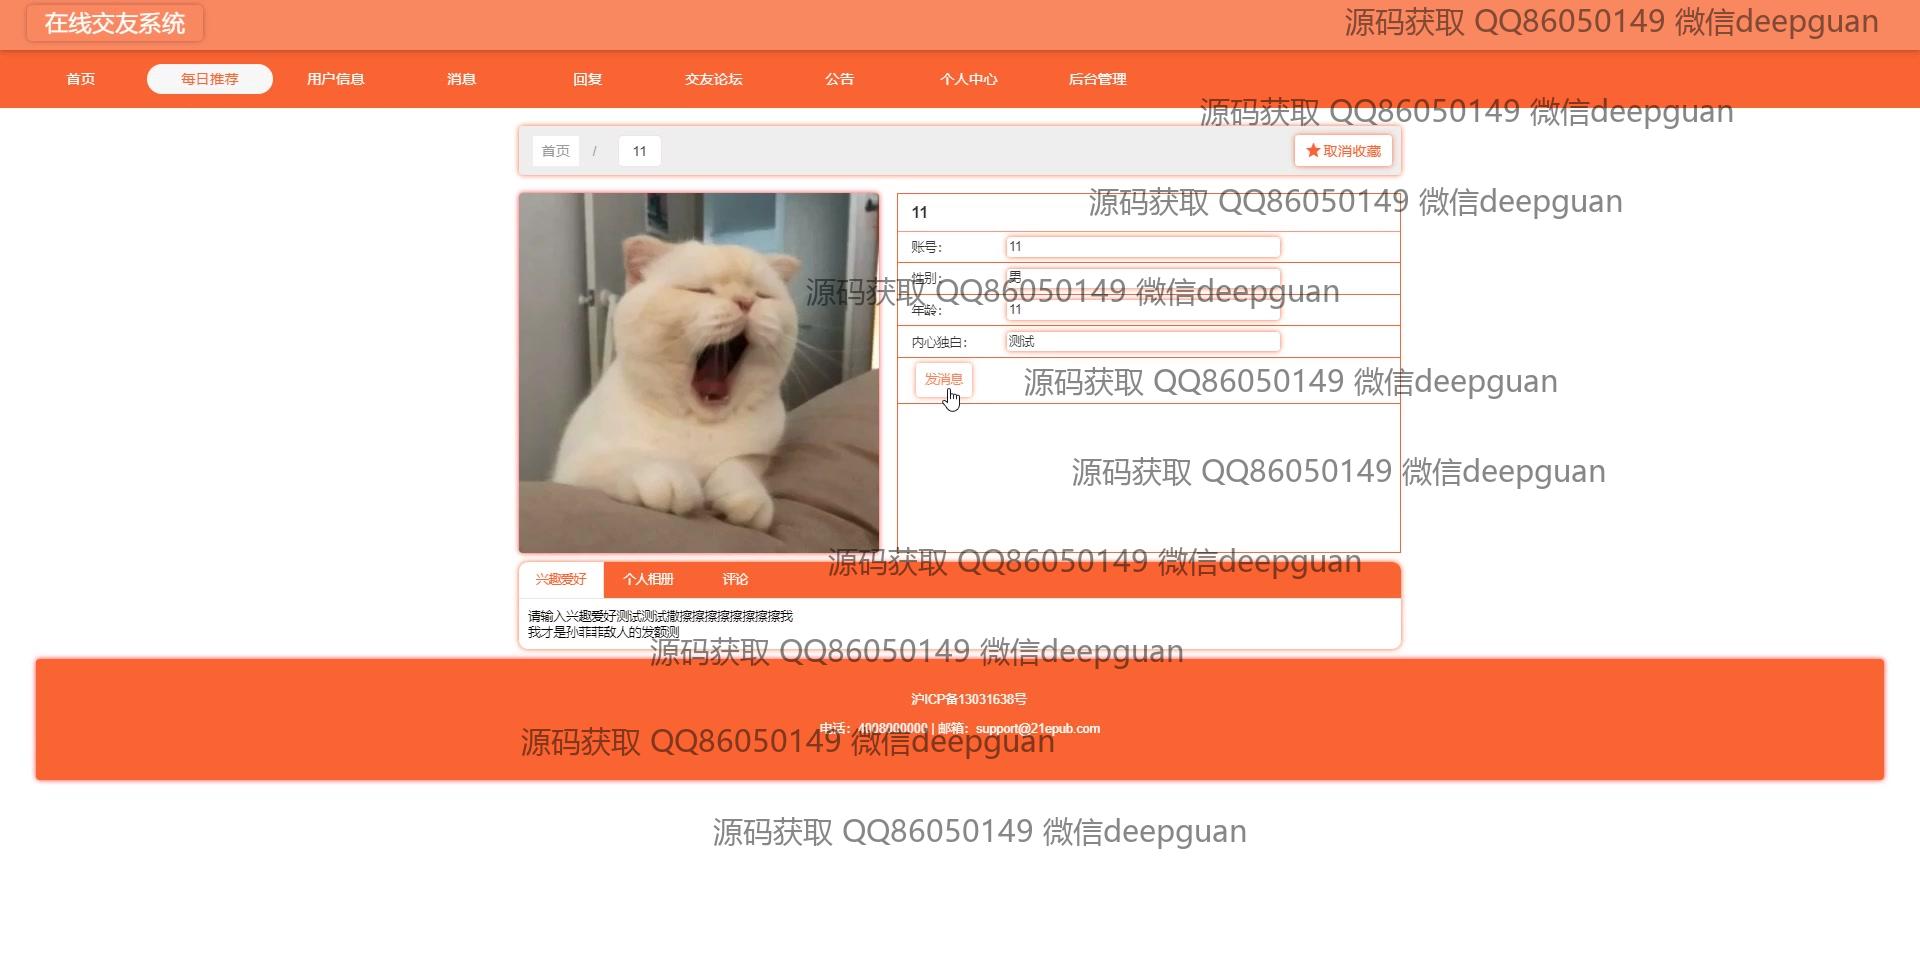 在线交友系统
源码获取 QQ86050149 微信deepguan
首页 每日推荐 用户信息 消息 回复 交友论坛 公告 个人中心 后台管理
源码获取 QQ86050149 微信deepguan
首页 / 11 ★取消收藏
源码获取 QQ86050149 微信deepguan
11
账号: 11
性别: 男
源码获取 QQ86050149 微信deepguan
年龄: 11
内心独白: 测试
发消息
源码获取 QQ86050149 微信deepguan
源码获取 QQ86050149 微信deepguan
源码获取 QQ86050149 微信deepguan
兴趣爱好 个人相册 评论
请输入兴趣爱好测试测试撒擦擦擦擦擦擦擦擦我
我才是孙菲菲敌人的发额测
源码获取 QQ86050149 微信deepguan
沪ICP备13031638号
电话: 4008000000 | 邮箱: support@21epub.com
源码获取 QQ86050149 微信deepguan
源码获取 QQ86050149 微信deepguan